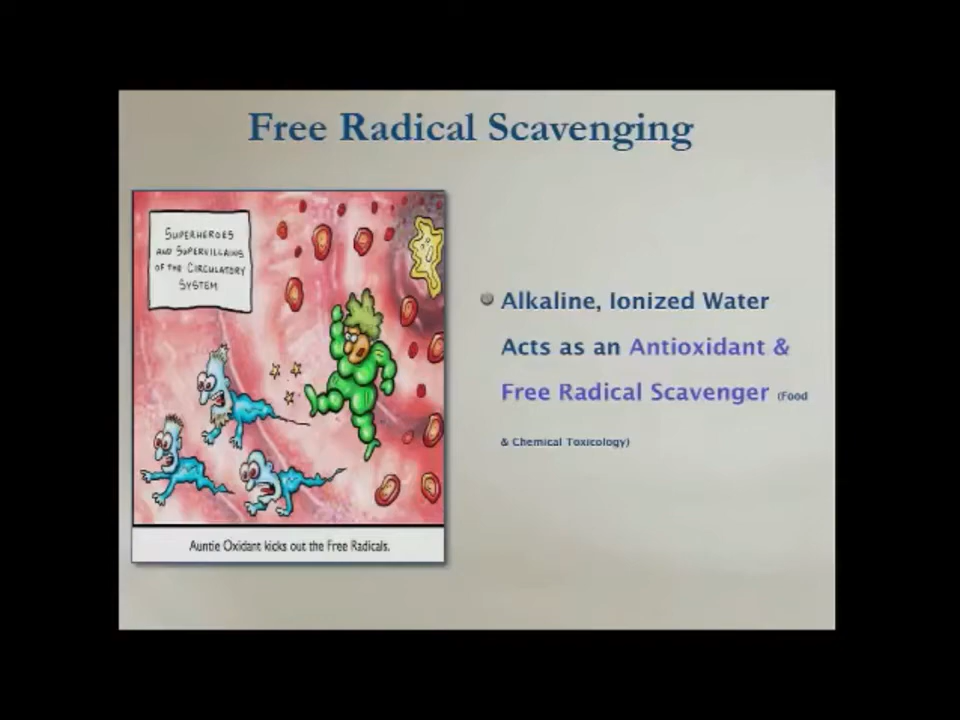 Free Radical Scavenging
SUPERHEROES
AND SUPERVILLAINS
OF THE CIRCULATORY
SYSTEM
Auntie Oxidant kicks out the Free Radicals.
Alkaline, Ionized Water
Acts as an Antioxidant &
Free Radical Scavenger (Food
& Chemical Toxicology)